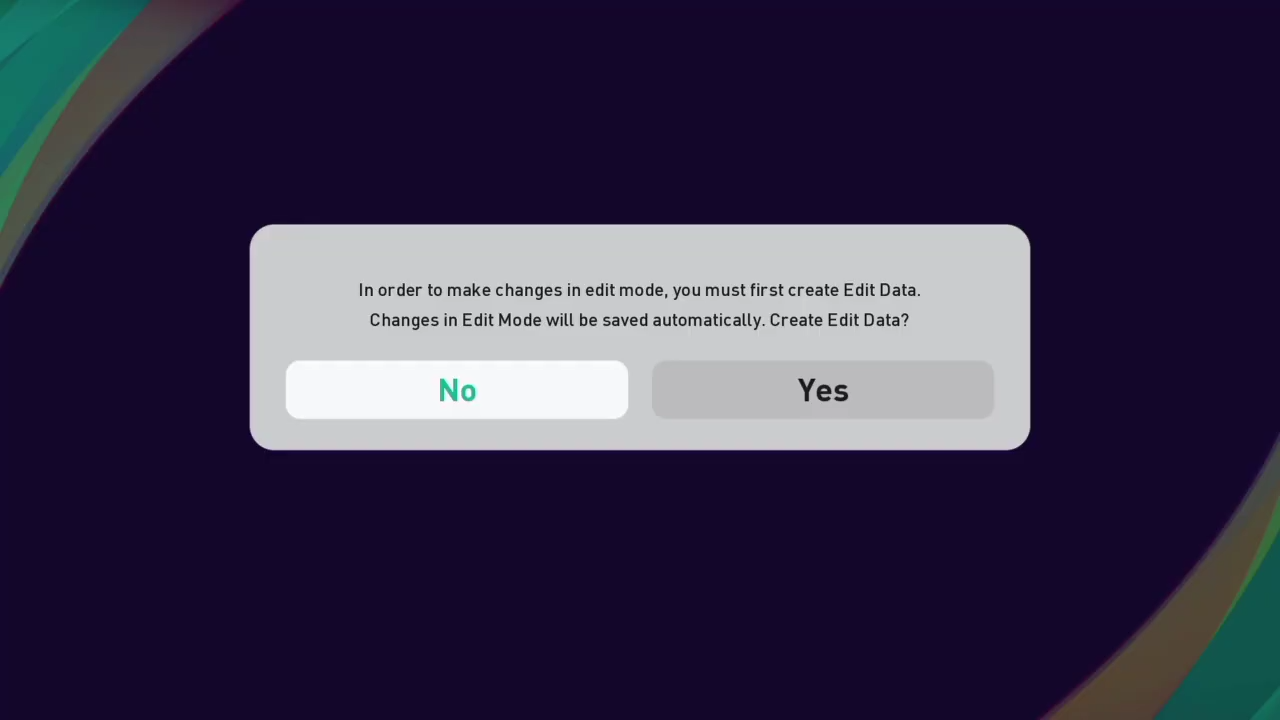 In order to make changes in edit mode, you must first create Edit Data.
Changes in Edit Mode will be saved automatically. Create Edit Data?
No
Yes